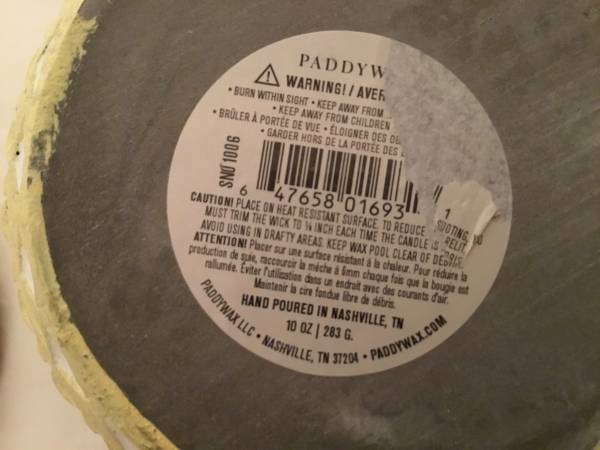 PADDYW
WARNING! / AVER
• BURN WITHIN SIGHT • KEEP AWAY FROM
• KEEP AWAY FROM CHILDREN
• BRÛLER À PORTÉE DE VUE • ÉLOIGNER DES
• GARDER HORS DE LA PORTÉE DES
SNO1006
6 47658 01693 1
CAUTION! PLACE ON HEAT RESISTANT SURFACE. TO REDUCE SOOTING, YOU
MUST TRIM THE WICK TO ¼ INCH EACH TIME THE CANDLE IS RELIT.
AVOID USING IN DRAFTY AREAS. KEEP WAX POOL CLEAR OF DEBRIS.
ATTENTION! Placer sur une surface résistant à la chaleur. Pour réduire la
production de suie, raccourcir la mèche à 6mm chaque fois que la bougie est
rallumée. Éviter l'utilisation dans un endroit avec des courants d'air.
Maintenir la cire fondue libre de débris.
HAND POURED IN NASHVILLE, TN
10 OZ | 283 G.
PADDYWAX LLC • NASHVILLE, TN 37204 • PADDYWAX.COM